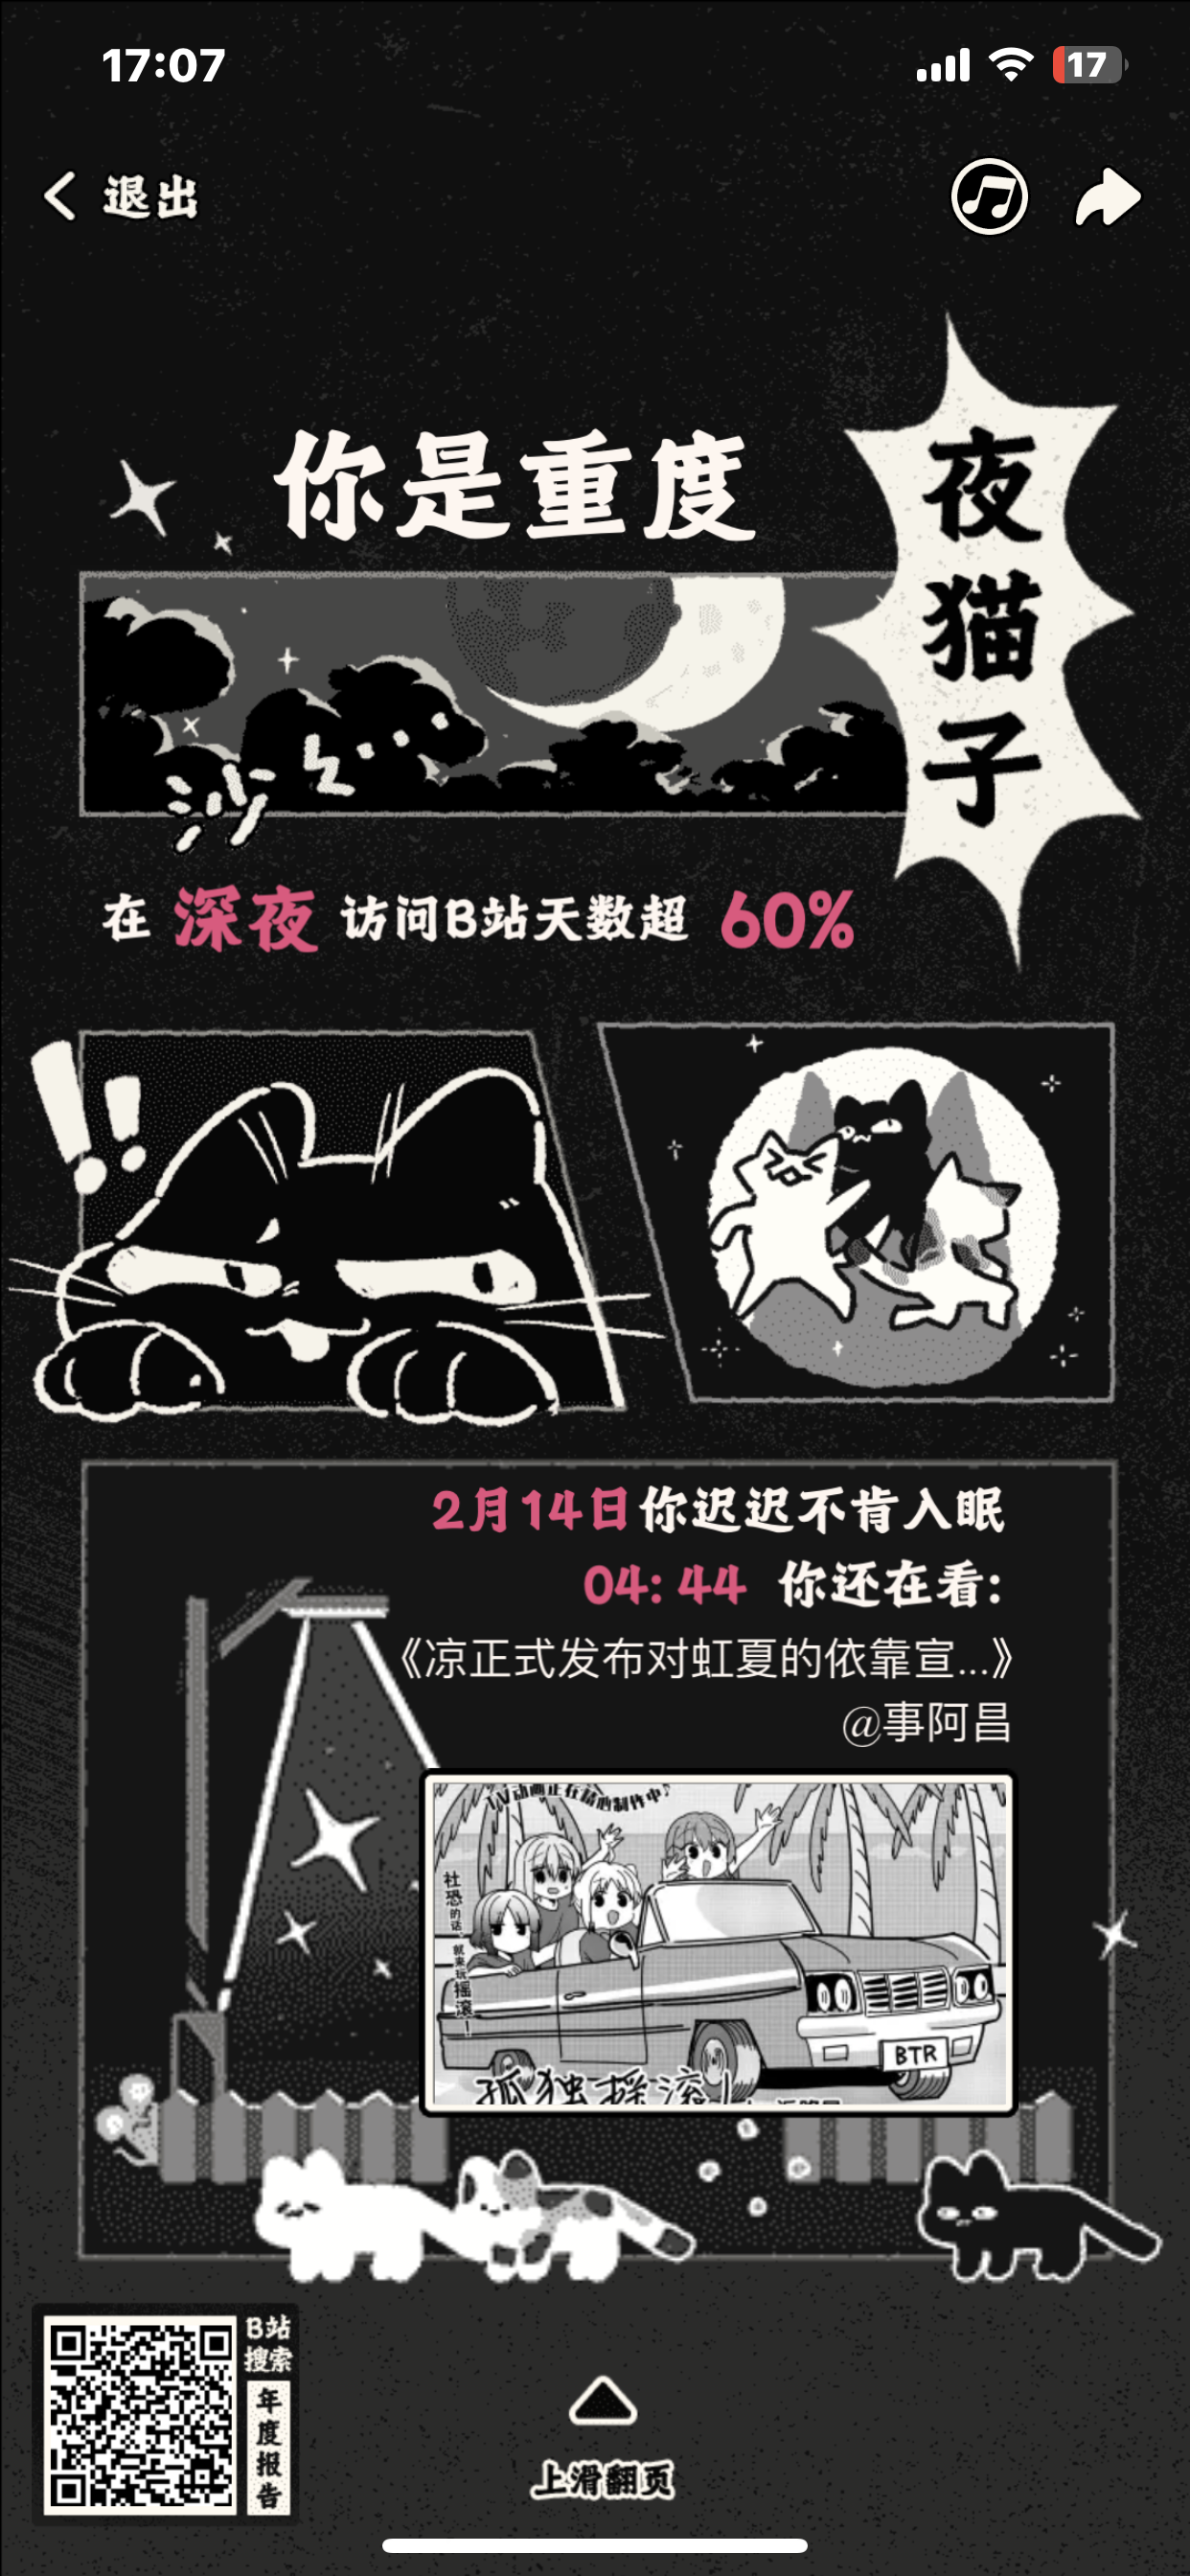 17:07
17
退出
你是重度
夜猫子
沙
在 深夜 访问B站天数超 60%
!!
2月14日你迟迟不肯入眠
04:44 你还在看:
《凉正式发布对虹夏的依靠宣...》
@事阿昌
TV动画正在精心制作中♪
社恐的话,就来玩摇滚!
BTR
孤独摇滚!
B站
搜索
年度报告
上滑翻页